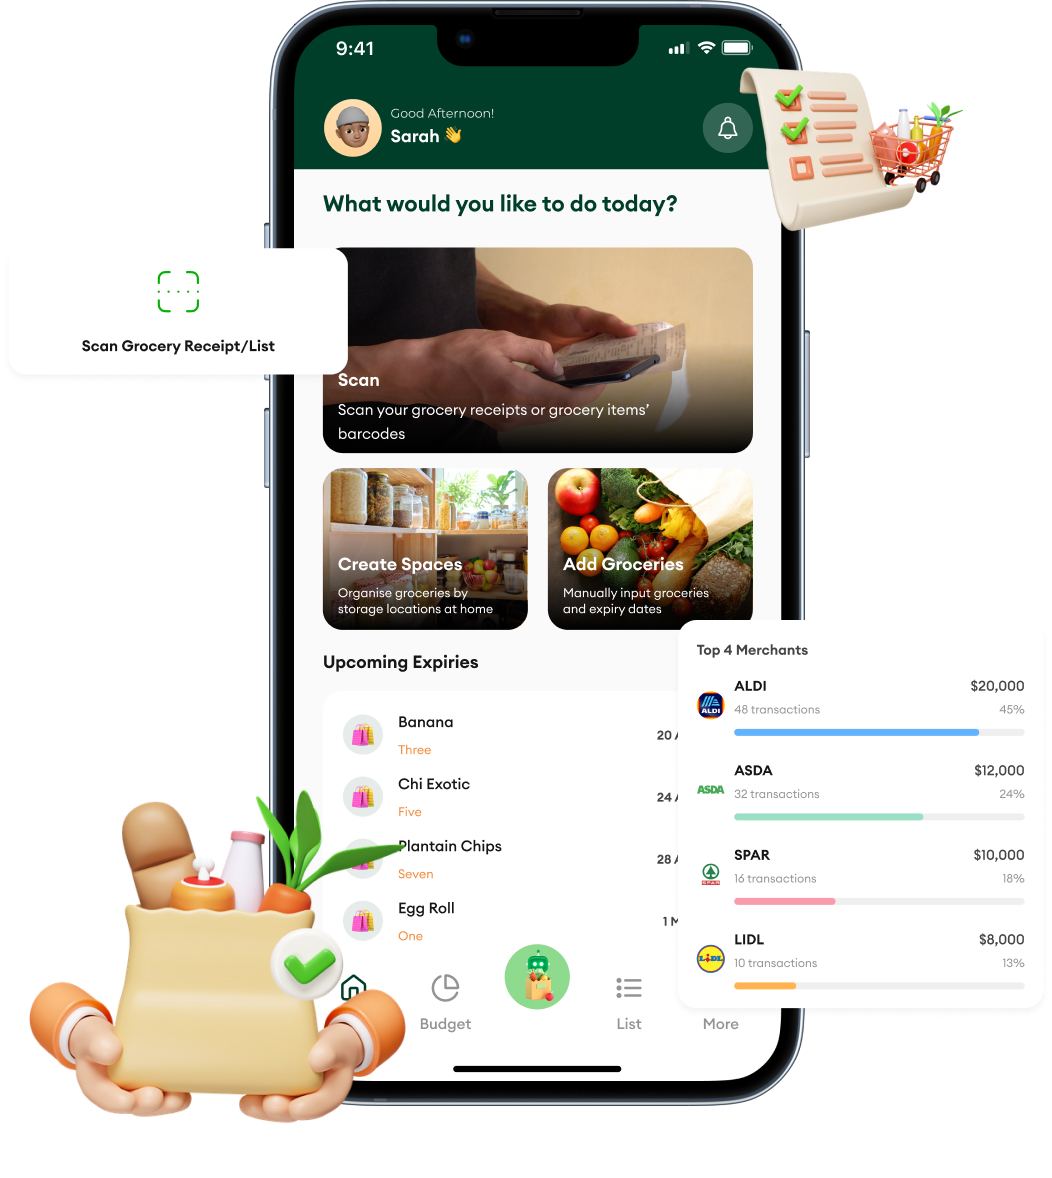 9:41
Good Afternoon!
Sarah 👋
What would you like to do today?
Scan Grocery Receipt/List
Scan
Scan your grocery receipts or grocery items’
barcodes
Create Spaces
Organise groceries by
storage locations at home
Add Groceries
Manually input groceries
and expiry dates
Upcoming Expiries
Banana
Three
20 A
Chi Exotic
Five
24 A
Plantain Chips
Seven
28 A
Egg Roll
One
1 M
Budget
List
More
Top 4 Merchants
ALDI
ALDI
$20,000
48 transactions
45%
ASDA
ASDA
$12,000
32 transactions
24%
SPAR
SPAR
$10,000
16 transactions
18%
LIDL
LIDL
$8,000
10 transactions
13%